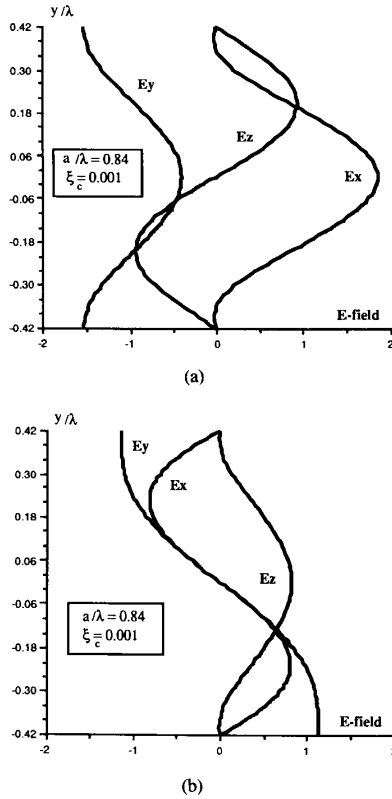 y/λ
0.42
0.30
0.18
0.06
-0.06
-0.18
-0.30
-0.42
Ey
Ez
Ex
a/λ = 0.84
ξc = 0.001
E-field
-2
-1
0
1
2
(a)
y/λ
0.42
0.30
0.18
0.06
-0.06
-0.18
-0.30
-0.42
Ey
Ex
Ez
a/λ = 0.84
ξc = 0.001
E-field
-2
-1
0
1
2
(b)